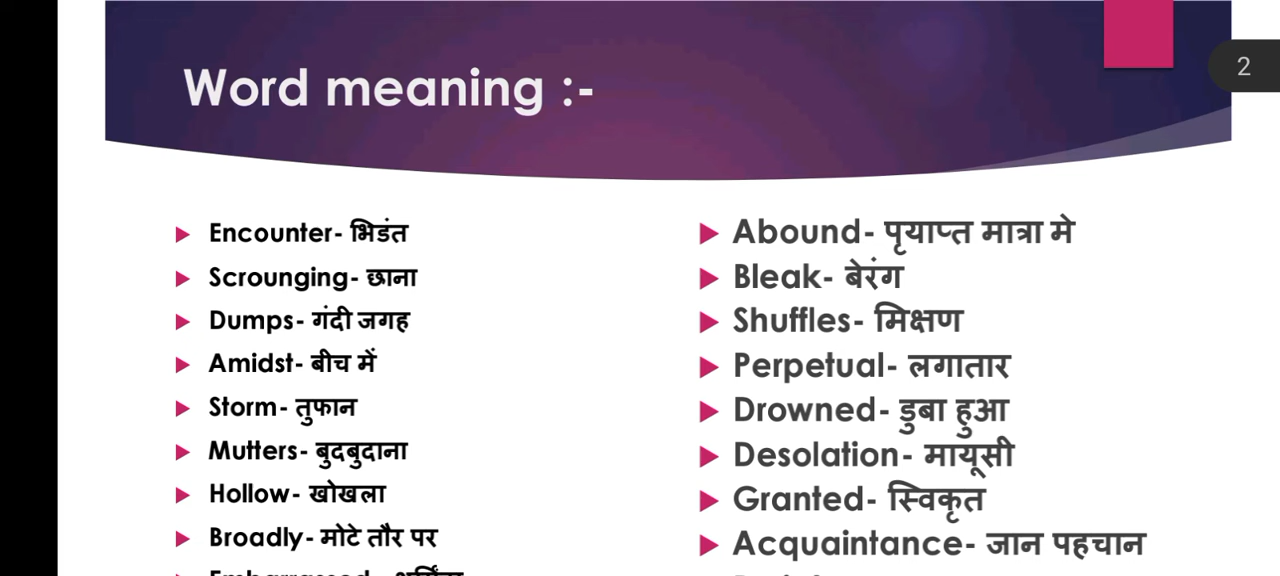 Word meaning :-
2
Encounter- भिडंत
Scrounging- छाना
Dumps- गंदी जगह
Amidst- बीच में
Storm- तुफान
Mutters- बुदबुदाना
Hollow- खोखला
Broadly- मोटे तौर पर
Abound- पृयाप्त मात्रा मे
Bleak- बेरंग
Shuffles- मिक्षण
Perpetual- लगातार
Drowned- डुबा हुआ
Desolation- मायूसी
Granted- स्विकृत
Acquaintance- जान पहचान